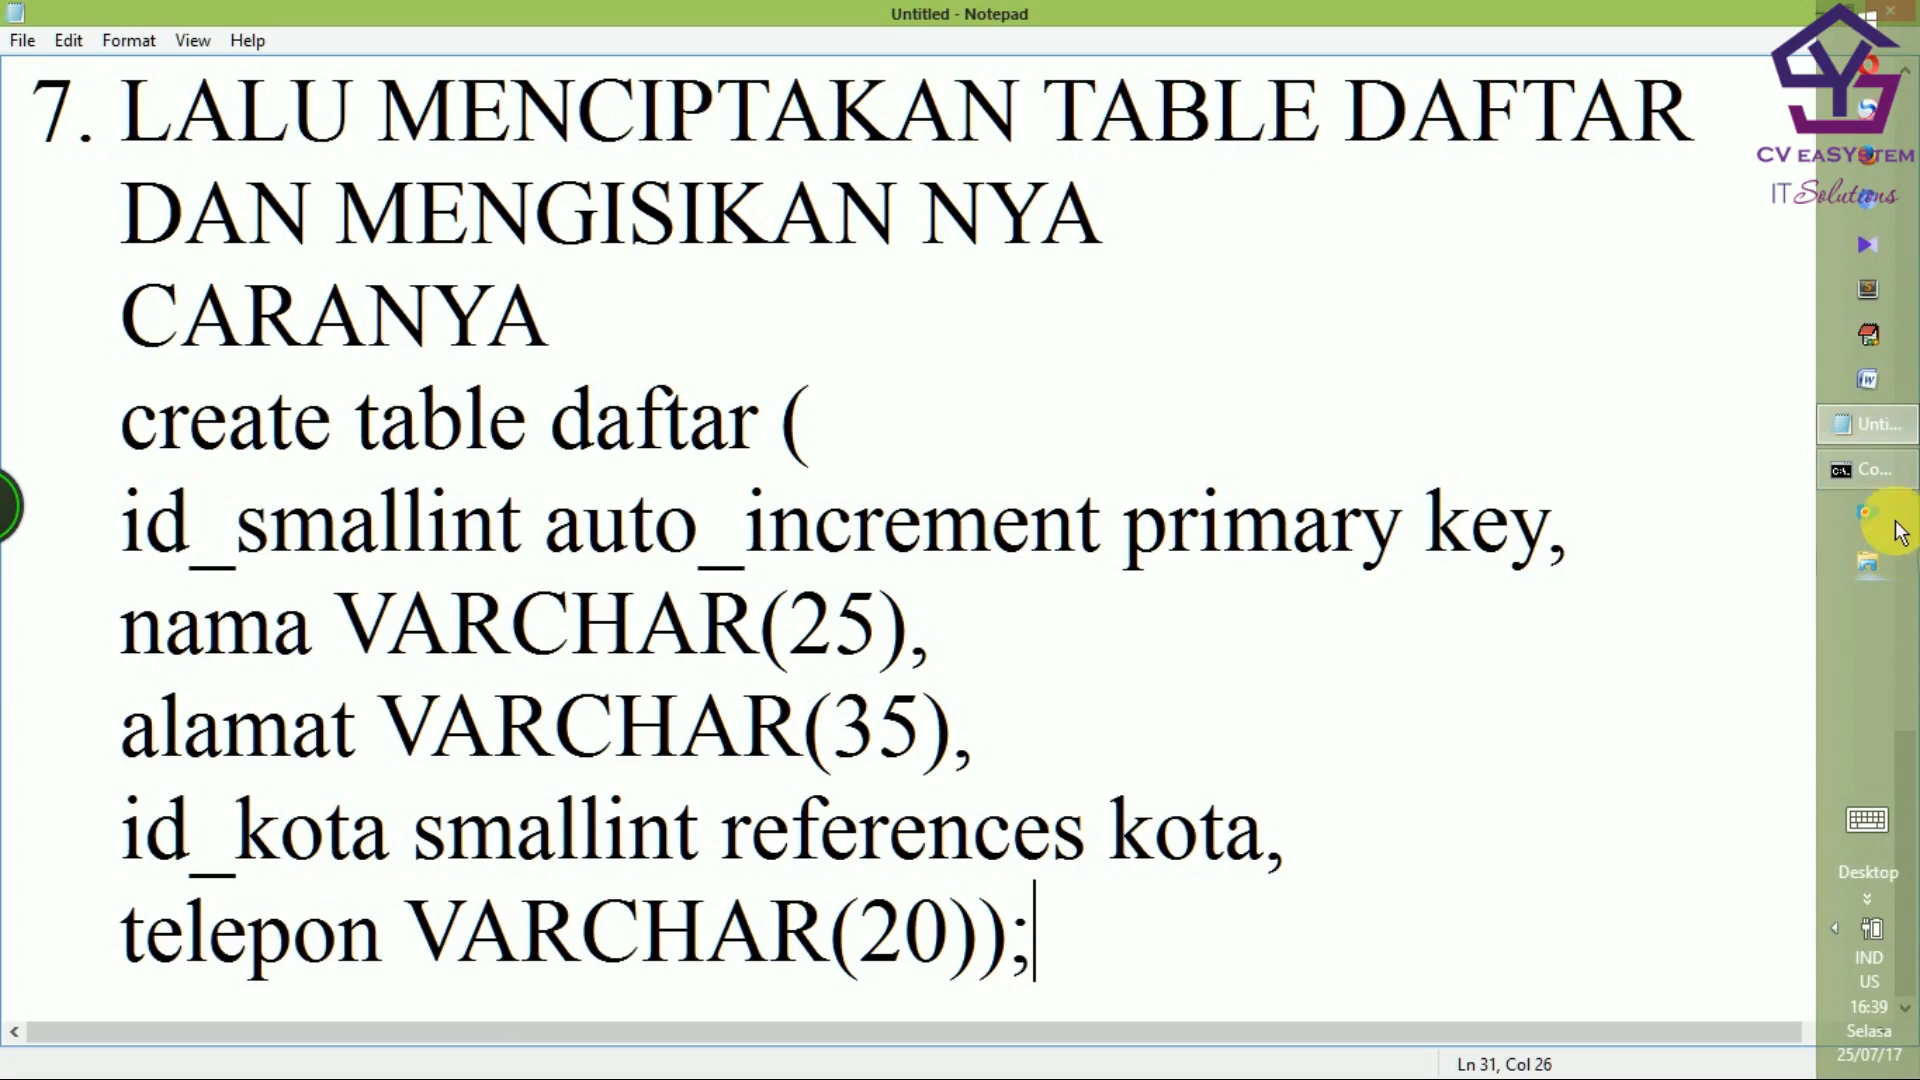 Untitled - Notepad
File Edit Format View Help
7. LALU MENCIPTAKAN TABLE DAFTAR
DAN MENGISIKAN NYA
CARANYA
create table daftar (
id_smallint auto_increment primary key,
nama VARCHAR(25),
alamat VARCHAR(35),
id_kota smallint references kota,
telepon VARCHAR(20));
CV eaSYstem
IT Solutions
Unti...
Co...
Desktop
IND
US
16:39
Selasa
25/07/17
Ln 31, Col 26